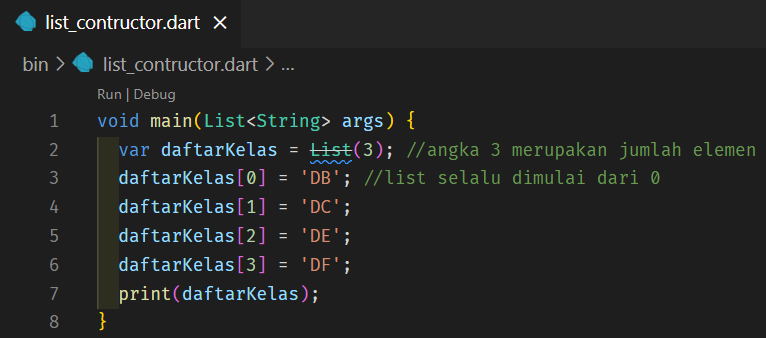 list_contructor.dart ×
bin > list_contructor.dart > ...
Run | Debug
1 void main(List<String> args) {
2 var daftarKelas = List(3); //angka 3 merupakan jumlah elemen
3 daftarKelas[0] = 'DB'; //list selalu dimulai dari 0
4 daftarKelas[1] = 'DC';
5 daftarKelas[2] = 'DE';
6 daftarKelas[3] = 'DF';
7 print(daftarKelas);
8 }